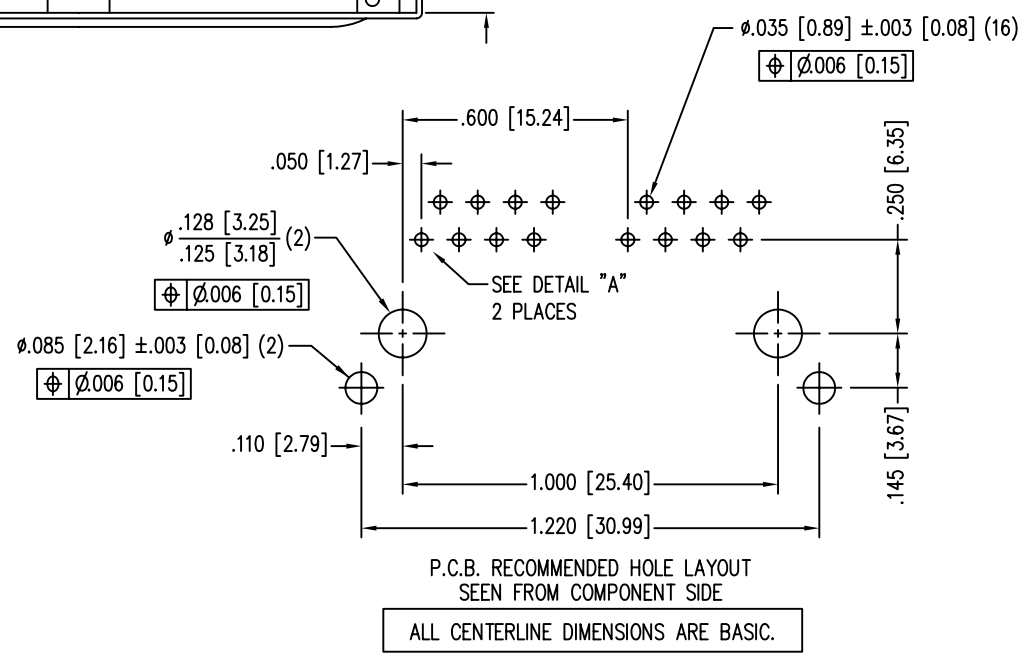 ø.035 [0.89] ±.003 [0.08] (16)
⌖ Ø.006 [0.15]
.600 [15.24]
.050 [1.27]
.250 [6.35]
ø .128 [3.25]
.125 [3.18] (2)
⌖ Ø.006 [0.15]
SEE DETAIL "A"
2 PLACES
ø.085 [2.16] ±.003 [0.08] (2)
⌖ Ø.006 [0.15]
.110 [2.79]
.145 [3.67]
1.000 [25.40]
1.220 [30.99]
P.C.B. RECOMMENDED HOLE LAYOUT
SEEN FROM COMPONENT SIDE
ALL CENTERLINE DIMENSIONS ARE BASIC.